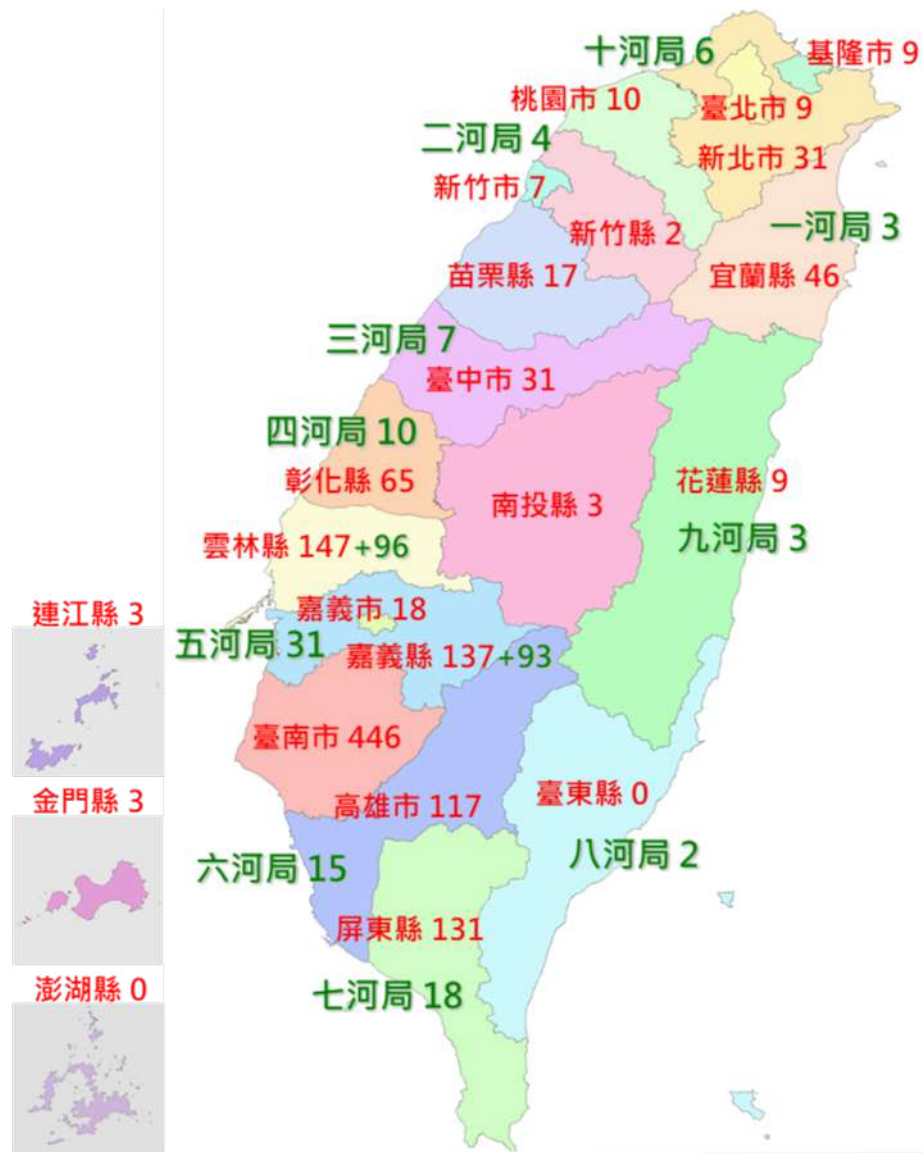 十河局 6
基隆市 9
桃園市 10
臺北市 9
二河局 4
新北市 31
新竹市 7
一河局 3
新竹縣 2
苗栗縣 17
宜蘭縣 46
三河局 7
臺中市 31
四河局 10
彰化縣 65
花蓮縣 9
南投縣 3
九河局 3
雲林縣 147+96
連江縣 3
嘉義市 18
五河局 31
嘉義縣 137+93
臺南市 446
金門縣 3
高雄市 117
臺東縣 0
六河局 15
八河局 2
屏東縣 131
澎湖縣 0
七河局 18